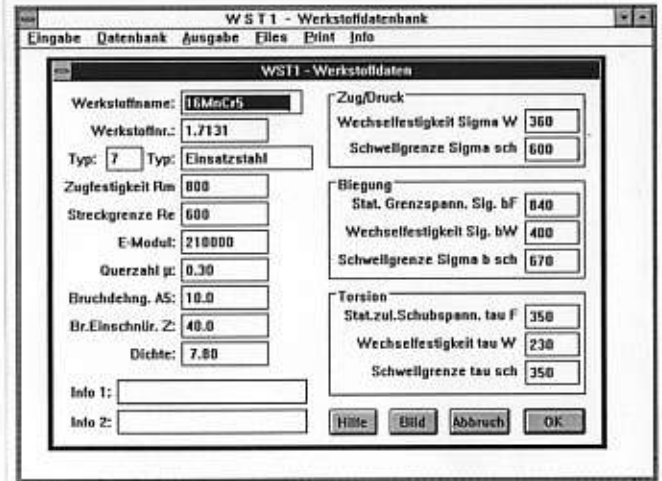 WST1 - Werkstoffdatenbank
Eingabe Datenbank Ausgabe Files Print Info
WST1 - Werkstoffdaten
Werkstoffname: 16MnCr5
Werkstoffnr.: 1.7131
Typ: 7 Typ: Einsatzstahl
Zugfestigkeit Rm 800
Streckgrenze Re 600
E-Modul: 210000
Querzahl µ: 0.30
Bruchdehng. A5: 10.0
Br.Einschnür. Z: 40.0
Dichte: 7.80
Info 1:
Info 2:
Zug/Druck
Wechselfestigkeit Sigma W 360
Schwellgrenze Sigma sch 600
Biegung
Stat. Grenzspann. Sig. bF 840
Wechselfestigkeit Sig. bW 400
Schwellgrenze Sigma b sch 670
Torsion
Stat.zul.Schubspann. tau F 350
Wechselfestigkeit tau W 230
Schwellgrenze tau sch 350
Hilfe Bild Abbruch OK